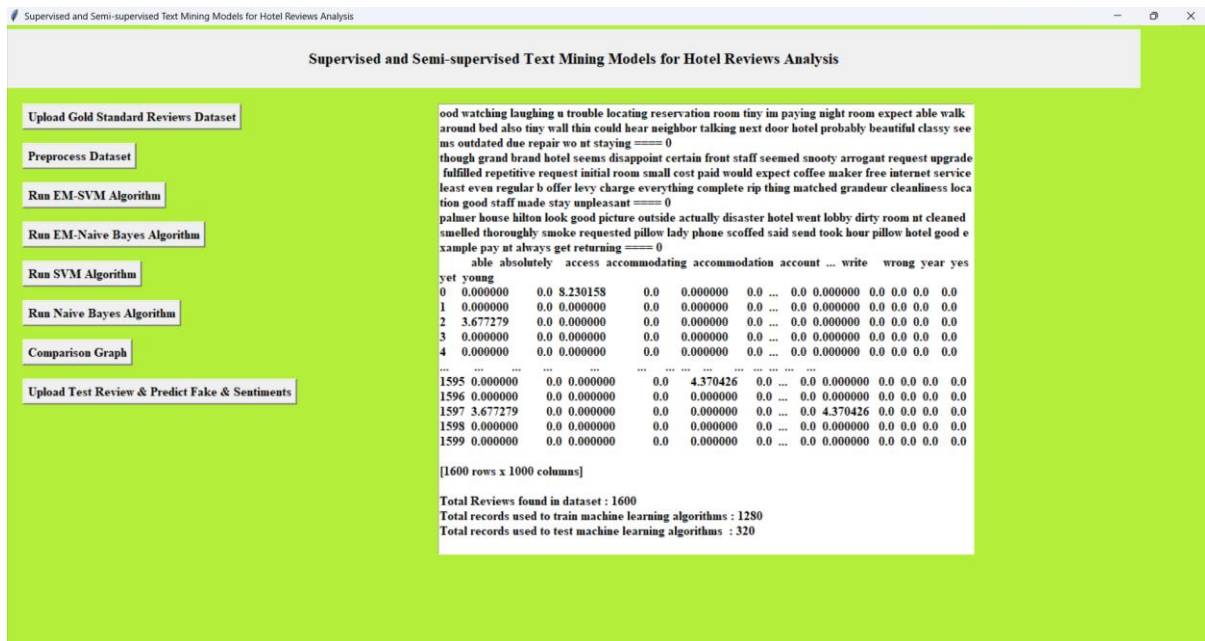 Supervised and Semi-supervised Text Mining Models for Hotel Reviews Analysis
Supervised and Semi-supervised Text Mining Models for Hotel Reviews Analysis
Upload Gold Standard Reviews Dataset
Preprocess Dataset
Run EM-SVM Algorithm
Run EM-Naive Bayes Algorithm
Run SVM Algorithm
Run Naive Bayes Algorithm
Comparison Graph
Upload Test Review & Predict Fake & Sentiments
ood watching laughing u trouble locating reservation room tiny im paying night room expect able walk
around bed also tiny wall thin could hear neighbor talking next door hotel probably beautiful classy see
ms outdated due repair wo nt staying ==== 0
though grand brand hotel seems disappoint certain front staff seemed snooty arrogant request upgrade
fulfilled repetitive request initial room small cost paid would expect coffee maker free internet service
least even regular b offer levy charge everything complete rip thing matched grandeur cleanliness loca
tion good staff made stay unpleasant ==== 0
palmer house hilton look good picture outside actually disaster hotel went lobby dirty room nt cleaned
smelled thoroughly smoke requested pillow lady phone scoffed said send took hour pillow hotel good e
xample pay nt always get returning ==== 0
able absolutely access accommodating accommodation account ... write wrong year yes
yet young
0 0.000000 0.0 8.230158 0.0 0.000000 0.0 ... 0.0 0.000000 0.0 0.0 0.0 0.0
1 0.000000 0.0 0.000000 0.0 0.000000 0.0 ... 0.0 0.000000 0.0 0.0 0.0 0.0
2 3.677279 0.0 0.000000 0.0 0.000000 0.0 ... 0.0 0.000000 0.0 0.0 0.0 0.0
3 0.000000 0.0 0.000000 0.0 0.000000 0.0 ... 0.0 0.000000 0.0 0.0 0.0 0.0
4 0.000000 0.0 0.000000 0.0 0.000000 0.0 ... 0.0 0.000000 0.0 0.0 0.0 0.0
... ... ... ... ... ... ... ... ... ... ... ... ...
1595 0.000000 0.0 0.000000 0.0 4.370426 0.0 ... 0.0 0.000000 0.0 0.0 0.0 0.0
1596 0.000000 0.0 0.000000 0.0 0.000000 0.0 ... 0.0 0.000000 0.0 0.0 0.0 0.0
1597 3.677279 0.0 0.000000 0.0 0.000000 0.0 ... 0.0 4.370426 0.0 0.0 0.0 0.0
1598 0.000000 0.0 0.000000 0.0 0.000000 0.0 ... 0.0 0.000000 0.0 0.0 0.0 0.0
1599 0.000000 0.0 0.000000 0.0 0.000000 0.0 ... 0.0 0.000000 0.0 0.0 0.0 0.0
[1600 rows x 1000 columns]
Total Reviews found in dataset : 1600
Total records used to train machine learning algorithms : 1280
Total records used to test machine learning algorithms : 320